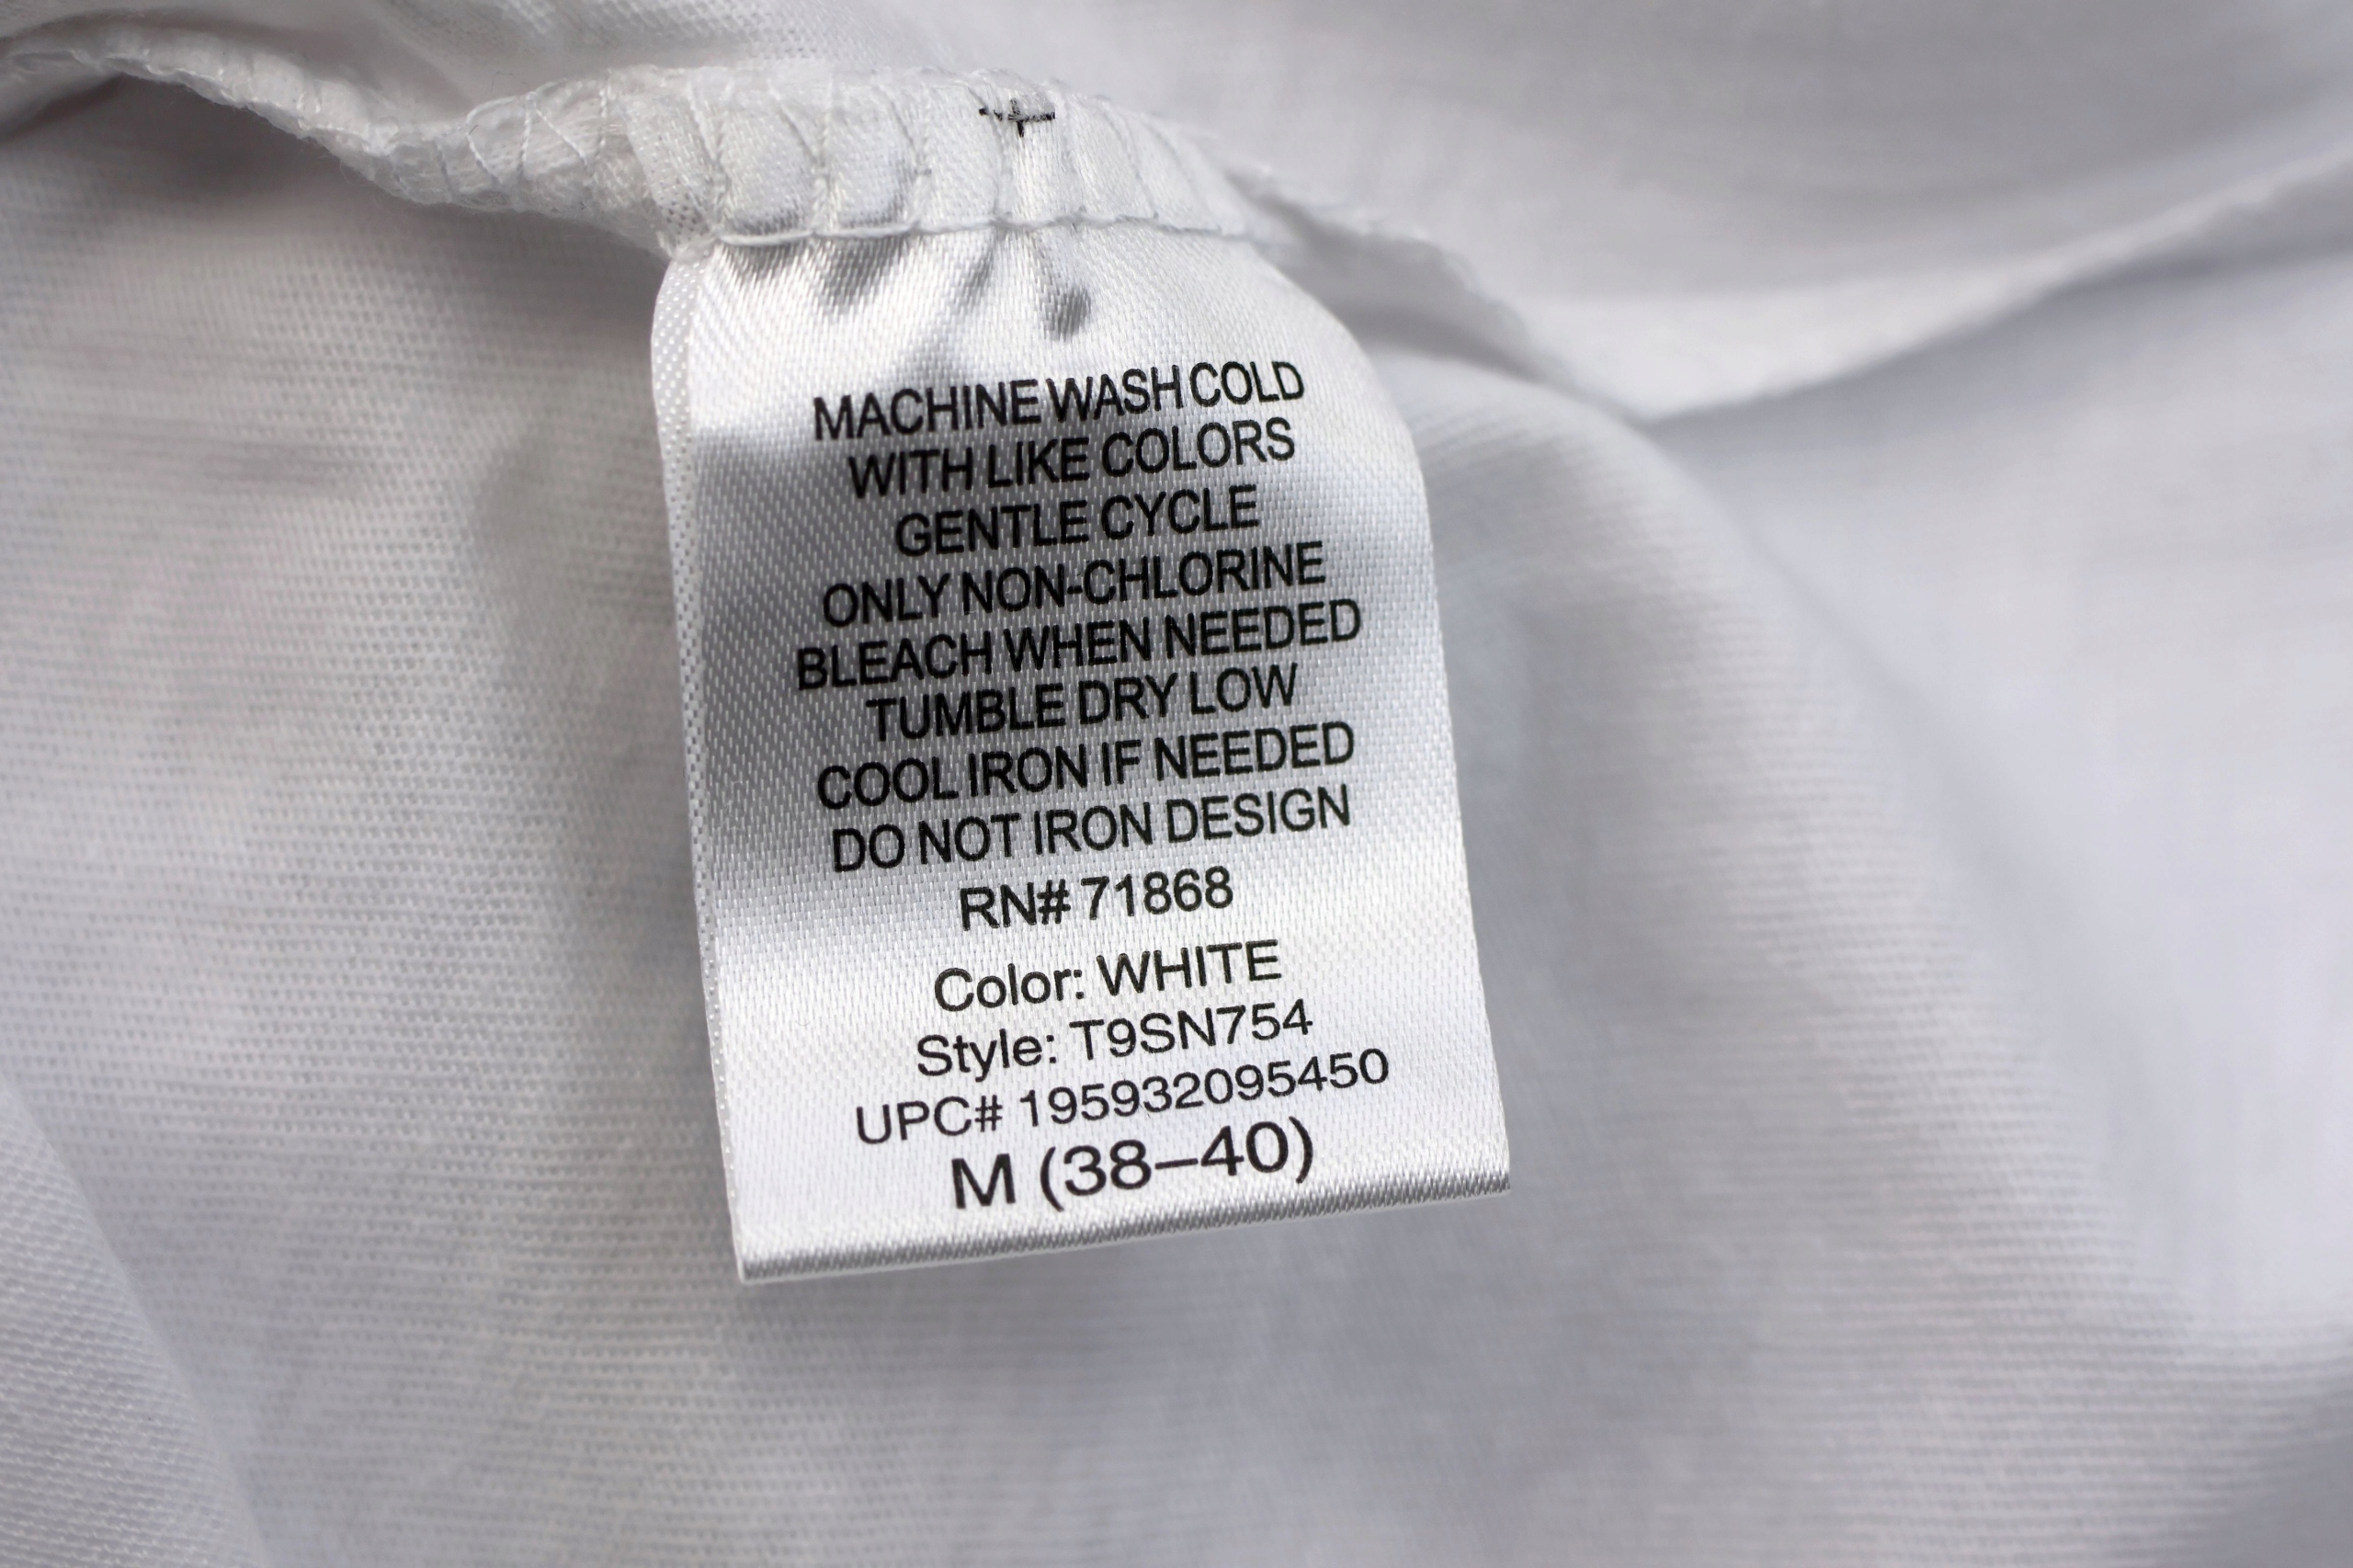 MACHINE WASH COLD
WITH LIKE COLORS
GENTLE CYCLE
ONLY NON-CHLORINE
BLEACH WHEN NEEDED
TUMBLE DRY LOW
COOL IRON IF NEEDED
DO NOT IRON DESIGN
RN# 71868
Color: WHITE
Style: T9SN754
UPC# 195932095450
M (38–40)